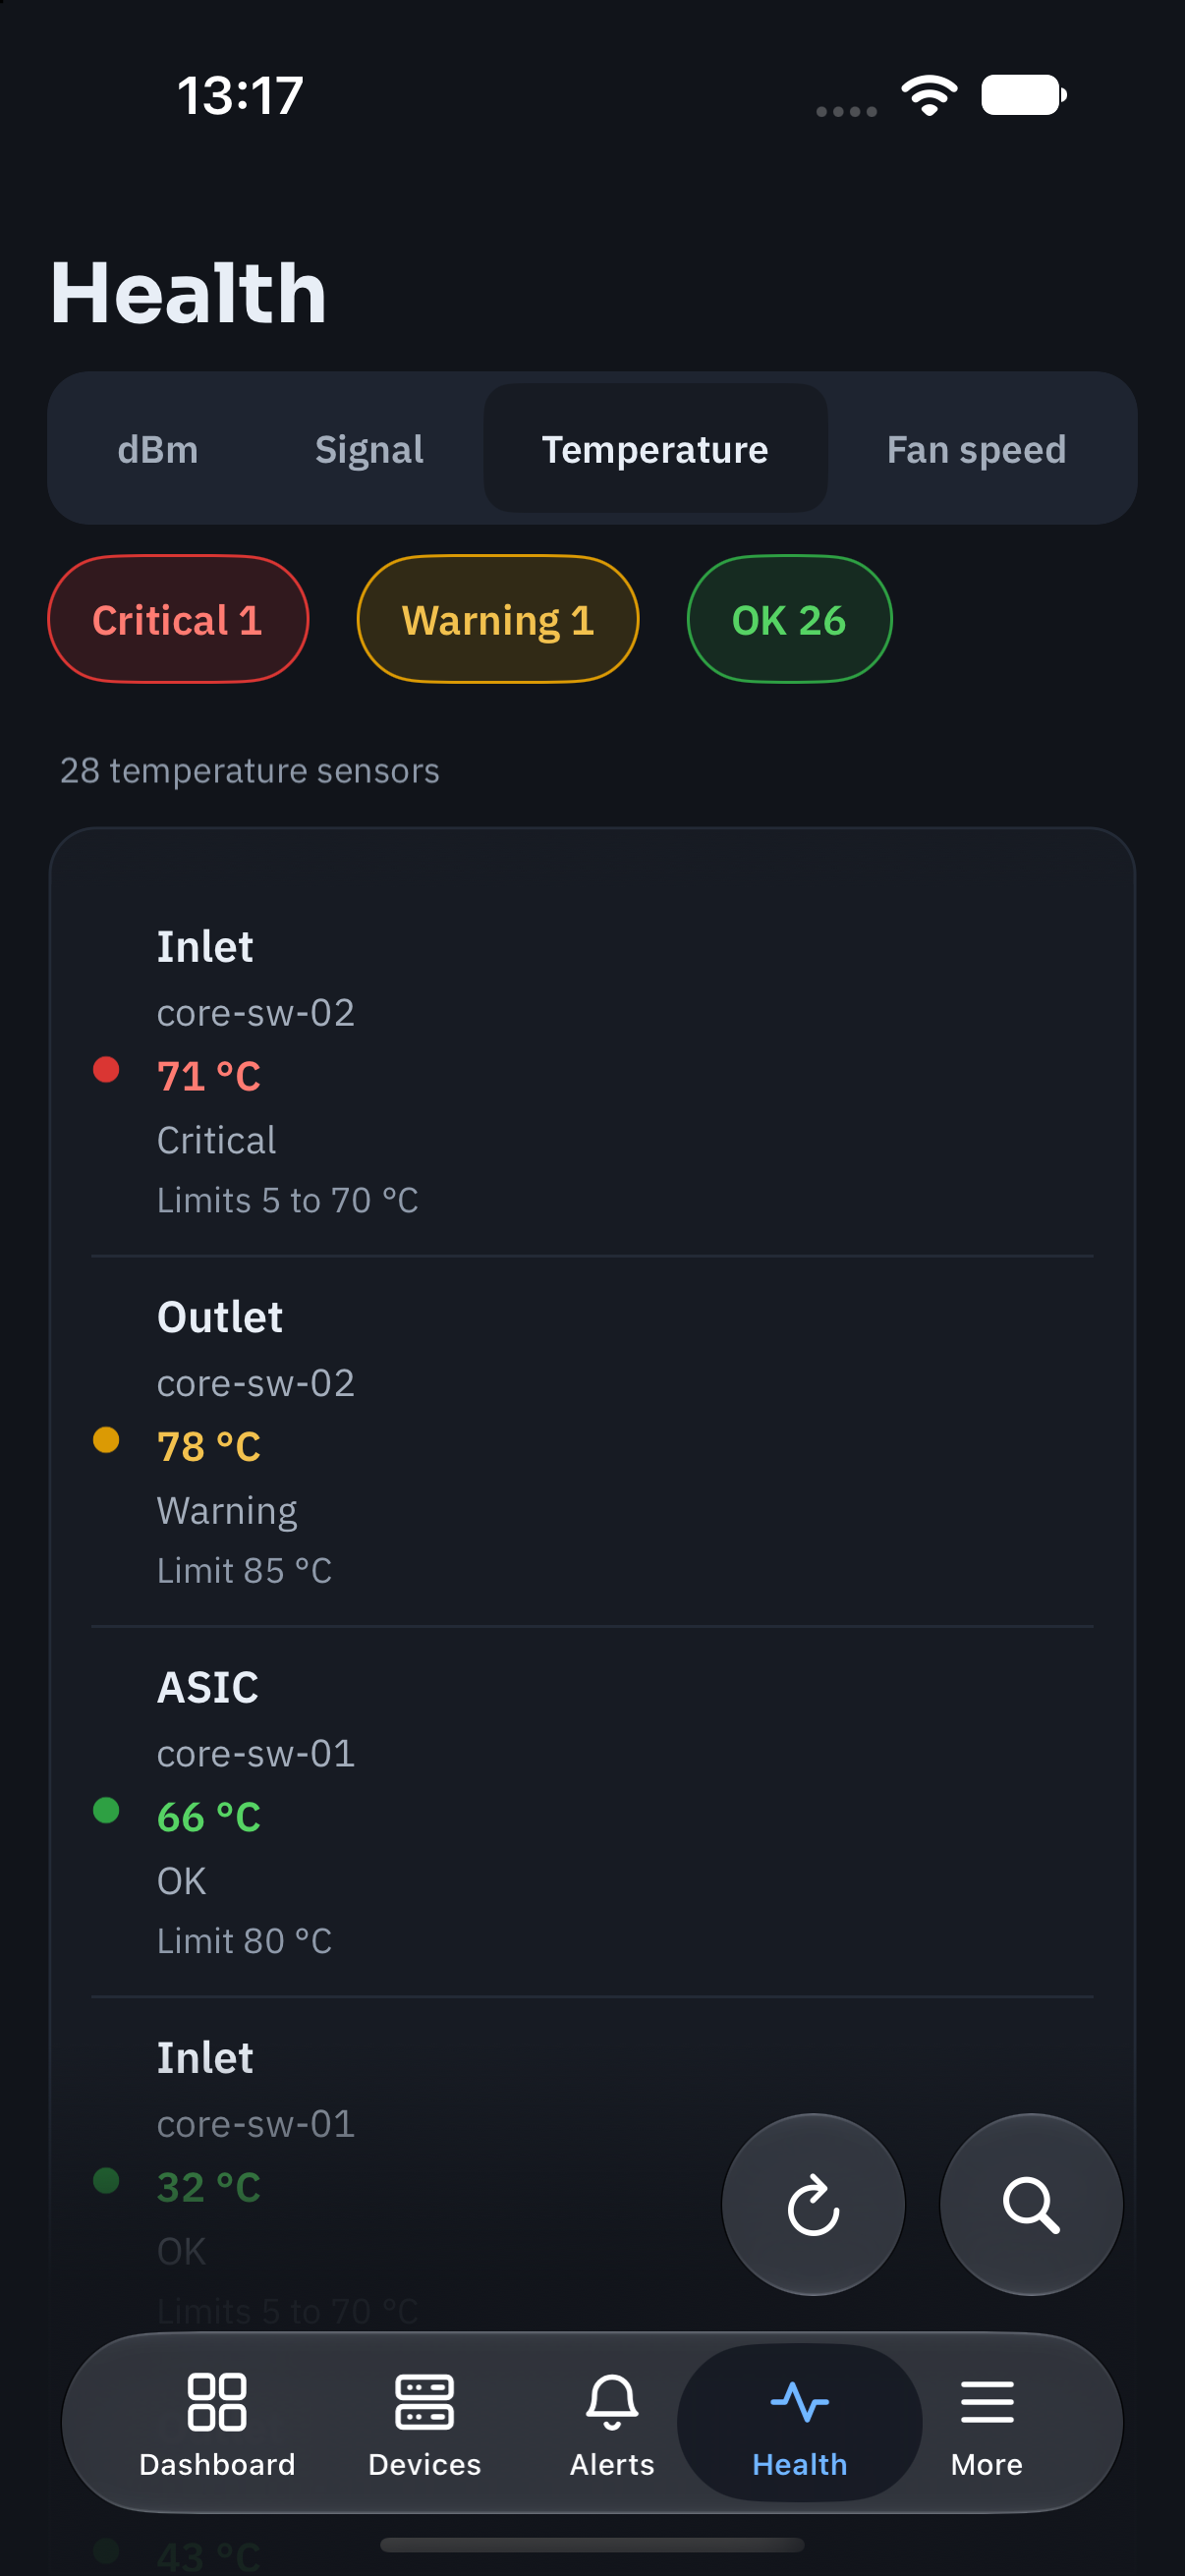 13:17
Health
dBm Signal Temperature Fan speed
Critical 1 Warning 1 OK 26
28 temperature sensors
Inlet
core-sw-02
71 °C
Critical
Limits 5 to 70 °C
Outlet
core-sw-02
78 °C
Warning
Limit 85 °C
ASIC
core-sw-01
66 °C
OK
Limit 80 °C
Inlet
core-sw-01
32 °C
OK
Limits 5 to 70 °C
Dashboard Devices Alerts Health More
43 °C